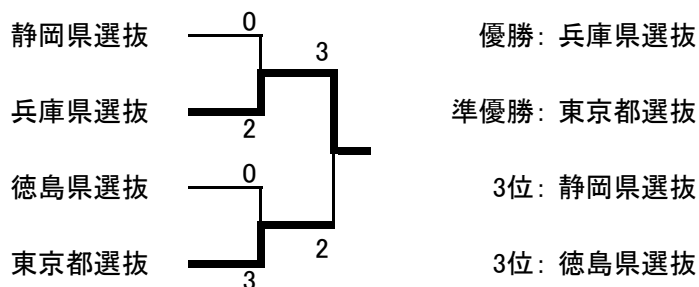 静岡県選抜
0
3
優勝: 兵庫県選抜
兵庫県選抜
2
準優勝: 東京都選抜
徳島県選抜
0
3位: 静岡県選抜
東京都選抜
3
2
3位: 徳島県選抜